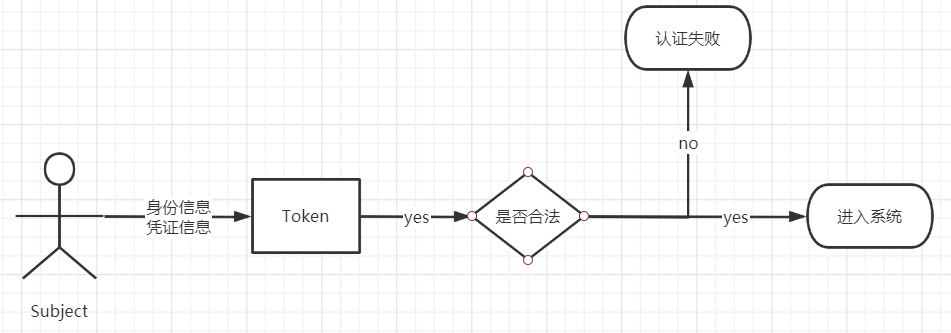 认证失败
no
身份信息
凭证信息
Token
yes
是否合法
yes
进入系统
Subject